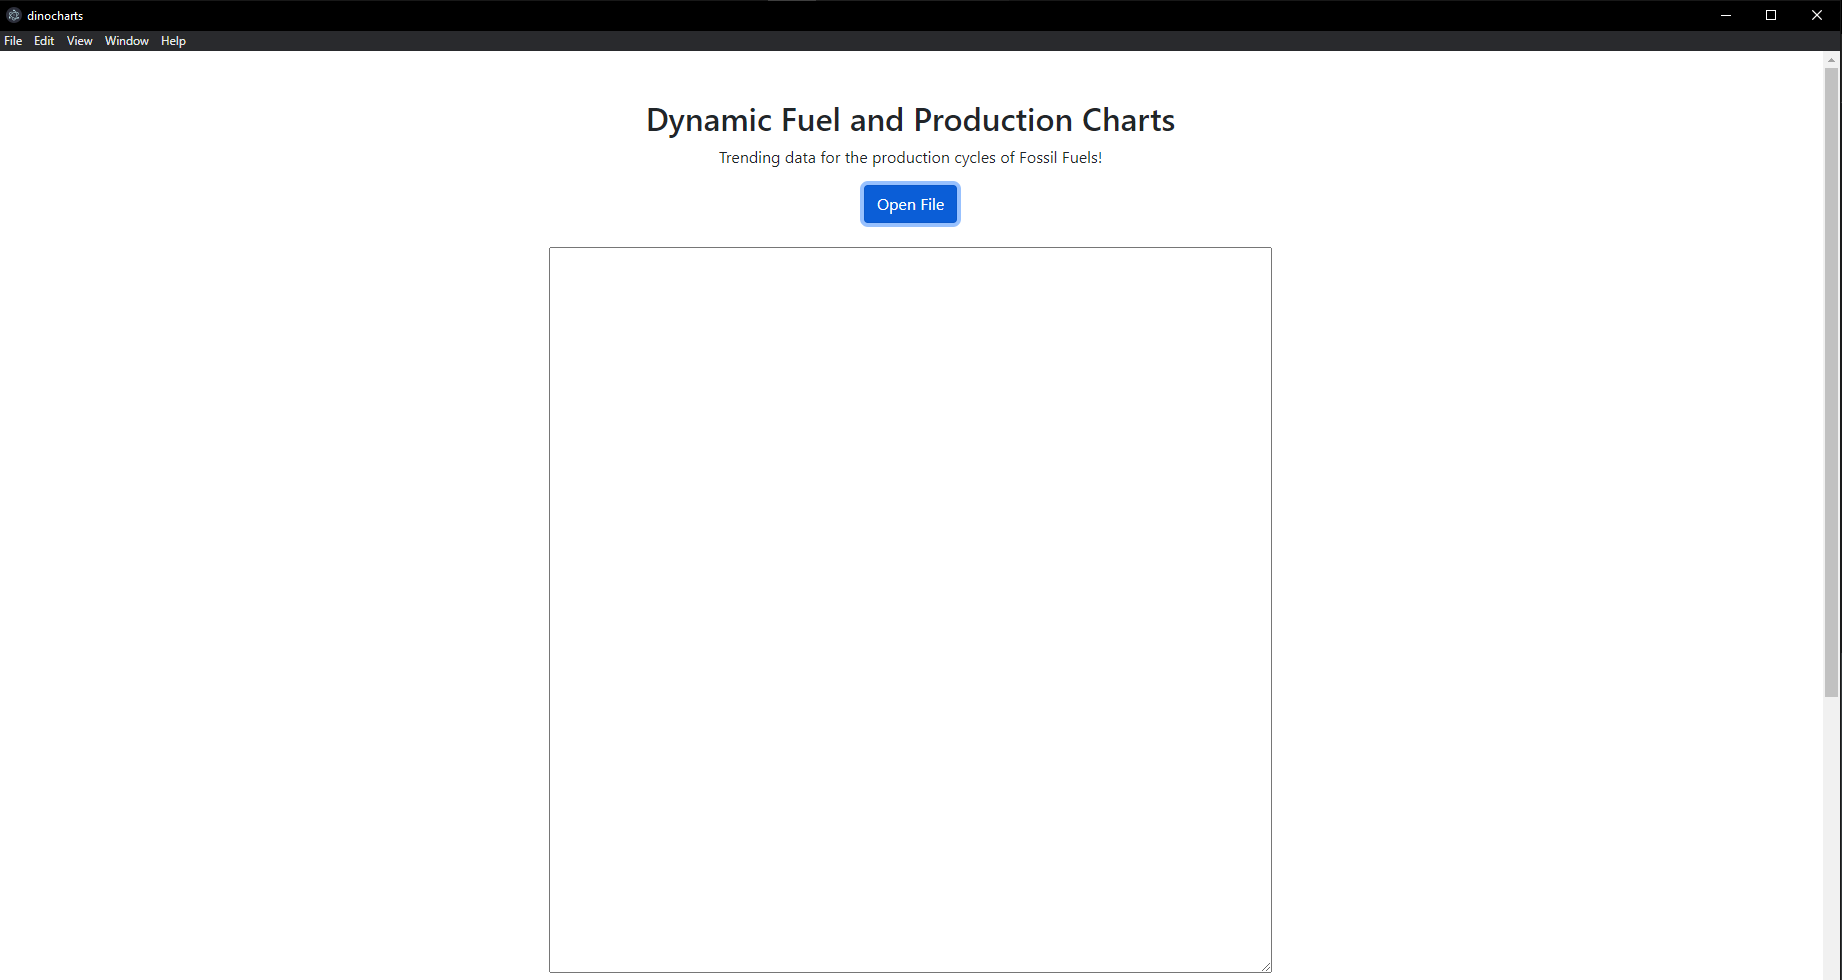 dinocharts
File Edit View Window Help
Dynamic Fuel and Production Charts
Trending data for the production cycles of Fossil Fuels!
Open File